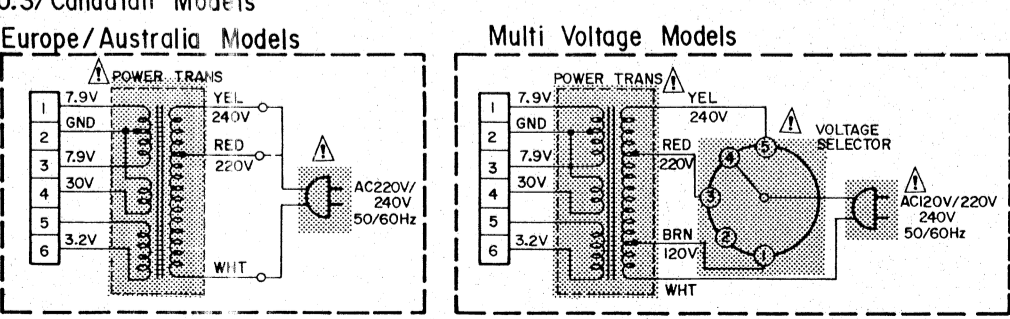 U.S/Canadian Models
Europe/Australia Models
POWER TRANS
1
7.9V
2
GND
3
7.9V
4
30V
5
6
3.2V
YEL
240V
RED
220V
WHT
AC220V/
240V
50/60Hz
Multi Voltage Models
POWER TRANS
1
7.9V
2
GND
3
7.9V
4
30V
5
6
3.2V
YEL
240V
RED
220V
BRN
120V
WHT
VOLTAGE
SELECTOR
5
4
3
2
1
AC120V/220V
240V
50/60Hz